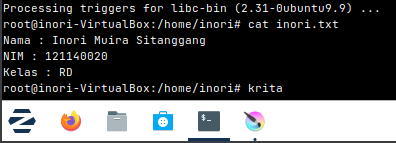 Processing triggers for libc-bin (2.31-0ubuntu9.9) ...
root@inori-VirtualBox:/home/inori# cat inori.txt
Nama : Inori Muira Sitanggang
NIM : 121140020
Kelas : RD
root@inori-VirtualBox:/home/inori# krita
$_